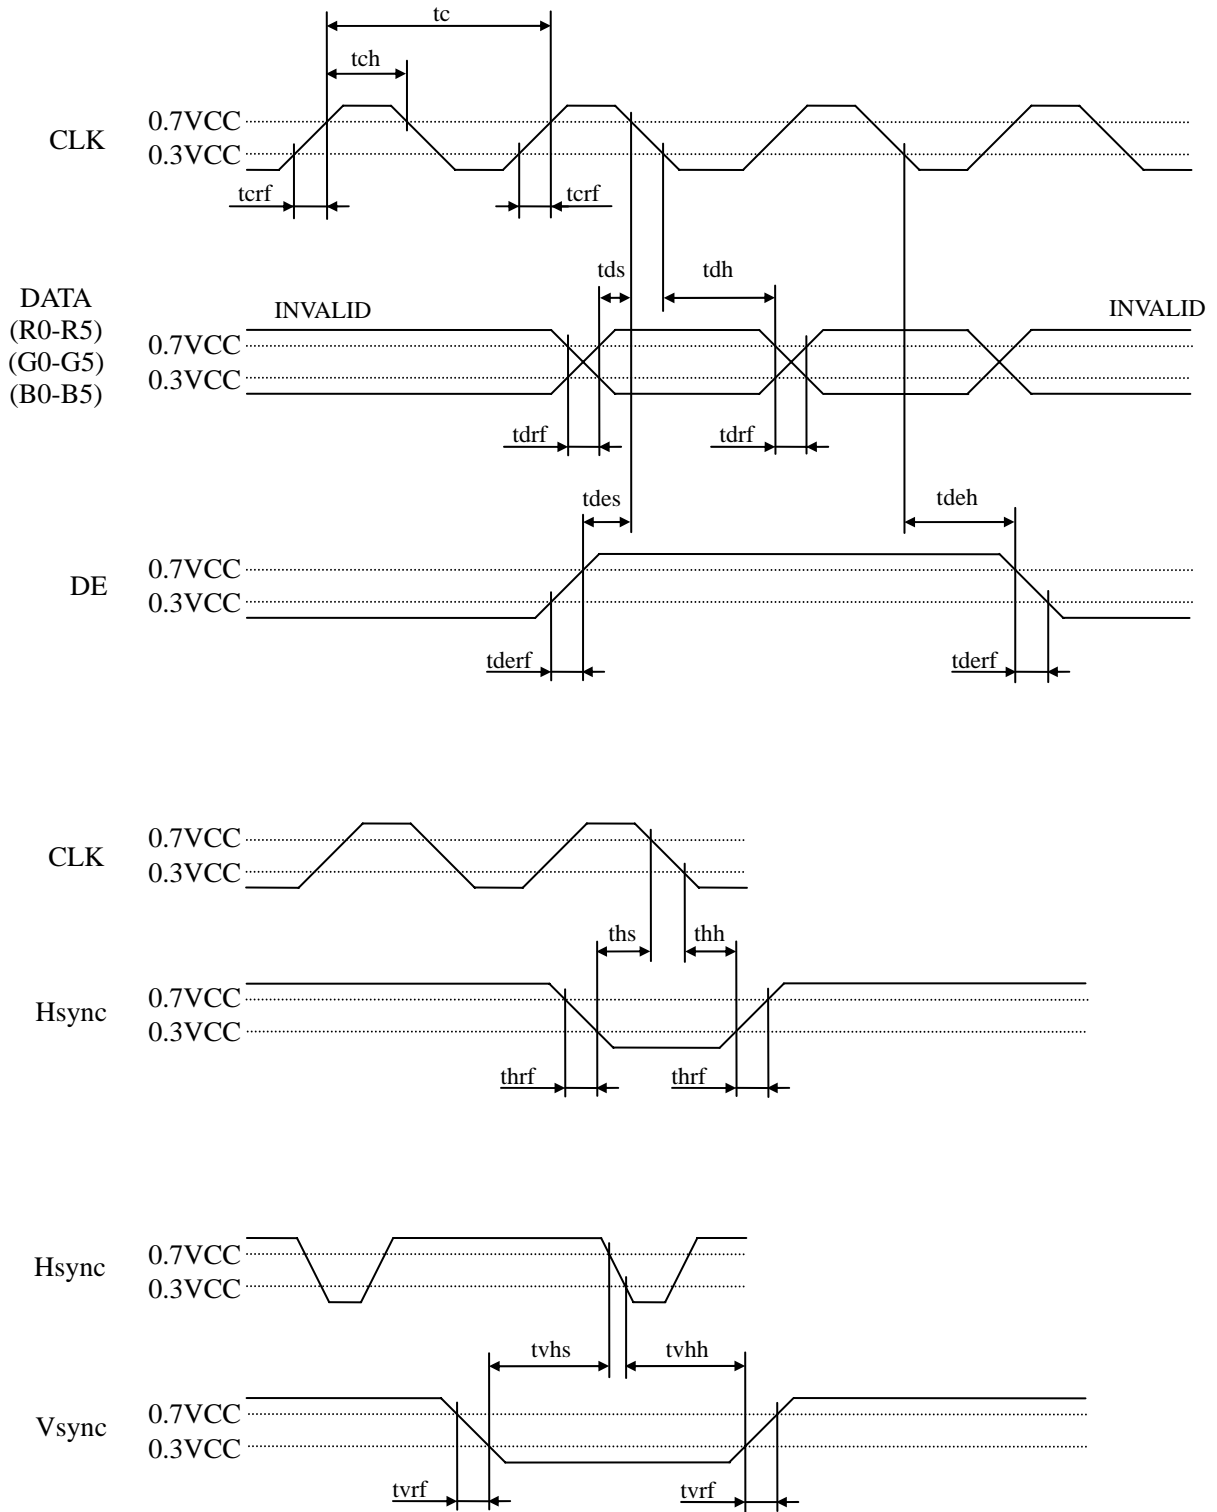 tc
tch
CLK
0.7VCC
0.3VCC
tcrf
tcrf
tds
tdh
DATA
(R0-R5)
(G0-G5)
(B0-B5)
INVALID
INVALID
0.7VCC
0.3VCC
tdrf
tdrf
tdes
tdeh
DE
0.7VCC
0.3VCC
tderf
tderf
CLK
0.7VCC
0.3VCC
ths
thh
Hsync
0.7VCC
0.3VCC
thrf
thrf
Hsync
0.7VCC
0.3VCC
tvhs
tvhh
Vsync
0.7VCC
0.3VCC
tvrf
tvrf